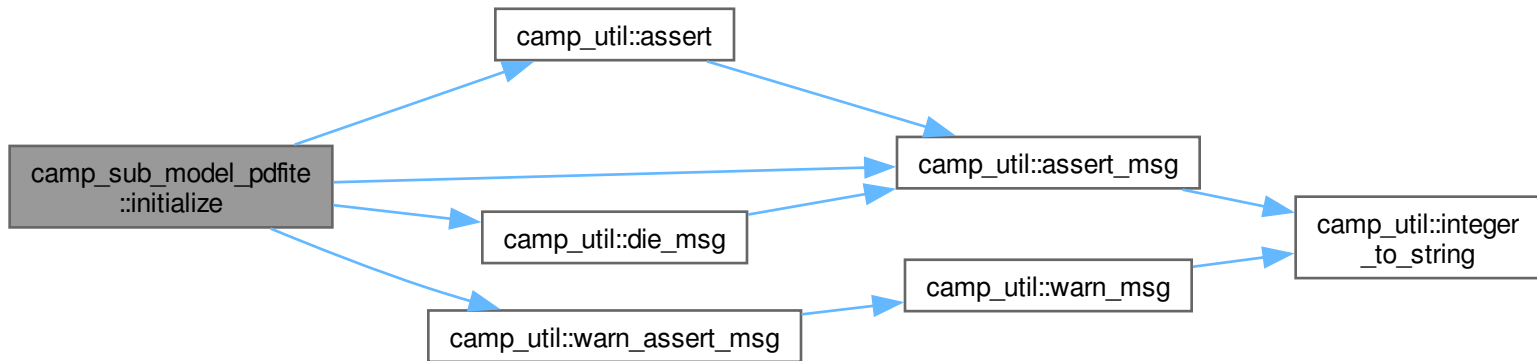 camp_sub_model_pdfite
::initialize
camp_util::assert
camp_util::assert_msg
camp_util::die_msg
camp_util::warn_assert_msg
camp_util::warn_msg
camp_util::integer
_to_string